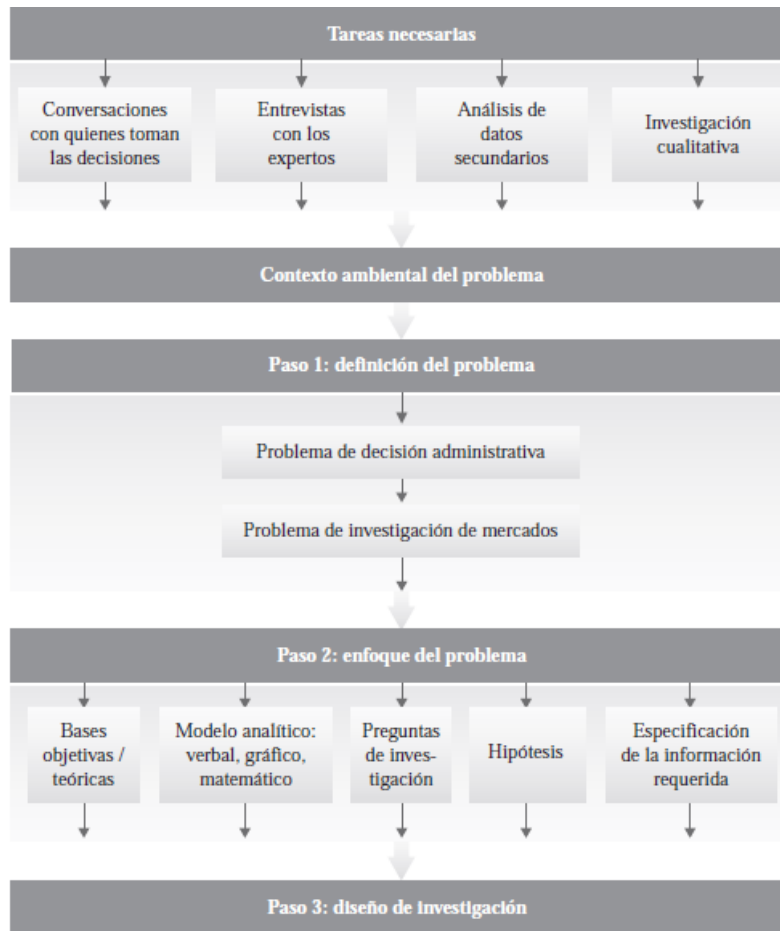 Tareas necesarias
Conversaciones
con quienes toman
las decisiones
Entrevistas
con los
expertos
Análisis de
datos
secundarios
Investigación
cualitativa
Contexto ambiental del problema
Paso 1: definición del problema
Problema de decisión administrativa
Problema de investigación de mercados
Paso 2: enfoque del problema
Bases
objetivas /
teóricas
Modelo analítico:
verbal, gráfico,
matemático
Preguntas
de inves-
tigación
Hipótesis
Especificación
de la información
requerida
Paso 3: diseño de investigación